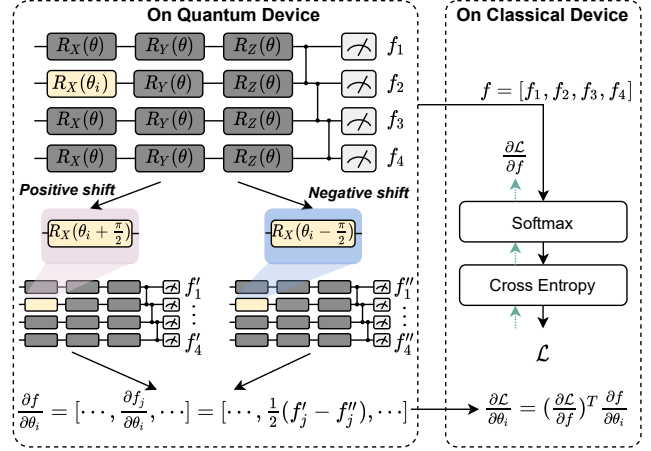 On Quantum Device
R_X(θ) R_Y(θ) R_Z(θ) f_1
R_X(θ_i) R_Y(θ) R_Z(θ) f_2
R_X(θ) R_Y(θ) R_Z(θ) f_3
R_X(θ) R_Y(θ) R_Z(θ) f_4
Positive shift
Negative shift
R_X(θ_i + π/2)
R_X(θ_i − π/2)
f′_1
⋮
f′_4
f″_1
⋮
f″_4
∂f/∂θ_i = [⋯, ∂f_j/∂θ_i, ⋯] = [⋯, 1/2(f′_j − f″_j), ⋯]
On Classical Device
f = [f_1, f_2, f_3, f_4]
∂ℒ/∂f
Softmax
Cross Entropy
ℒ
∂ℒ/∂θ_i = (∂ℒ/∂f)^T ∂f/∂θ_i